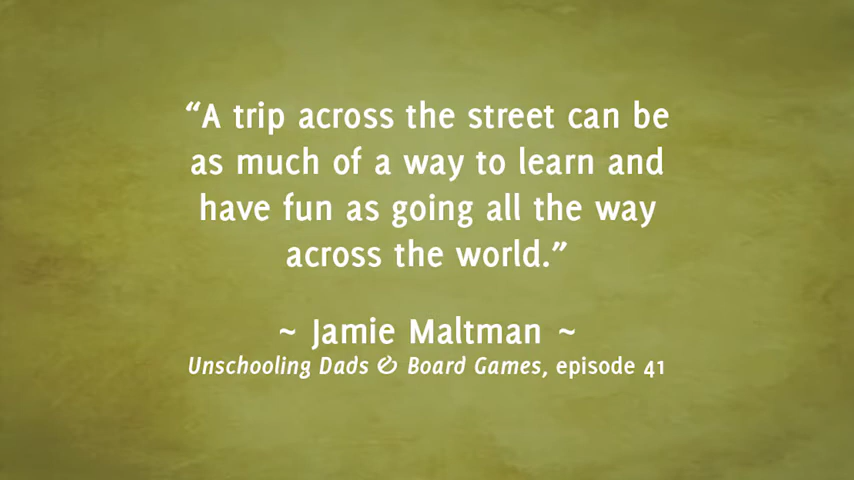 “A trip across the street can be
as much of a way to learn and
have fun as going all the way
across the world.”
~ Jamie Maltman ~
Unschooling Dads & Board Games, episode 41